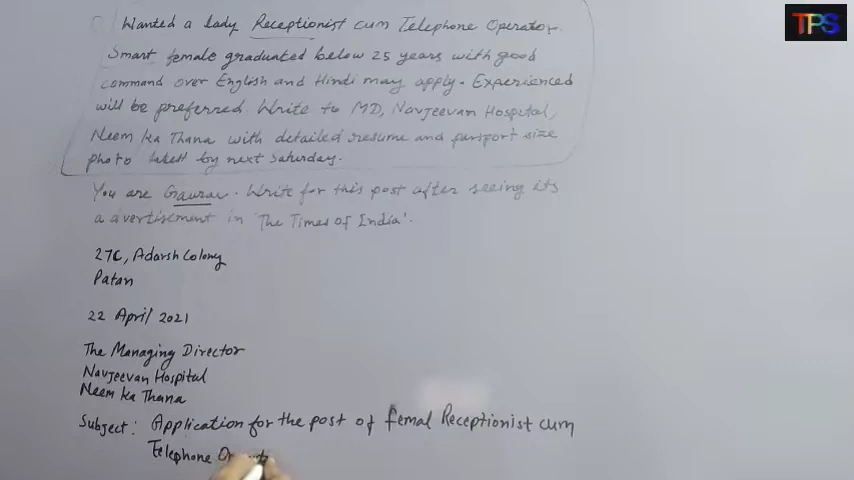 TPS
Wanted a lady Receptionist cum Telephone Operator.
Smart female graduated below 25 years with good
command over English and Hindi may apply. Experienced
will be preferred. Write to MD, Navjeevan Hospital,
Neem Ka Thana with detailed resume and passport size
photo by next Saturday.
You are Gaurav. Write for this post after seeing its
advertisement in 'The Times of India'.
27C, Adarsh Colony
Patan
22 April 2021
The Managing Director
Navjeevan Hospital
Neem Ka Thana
Subject: Application for the post of femal Receptionist cum
Telephone